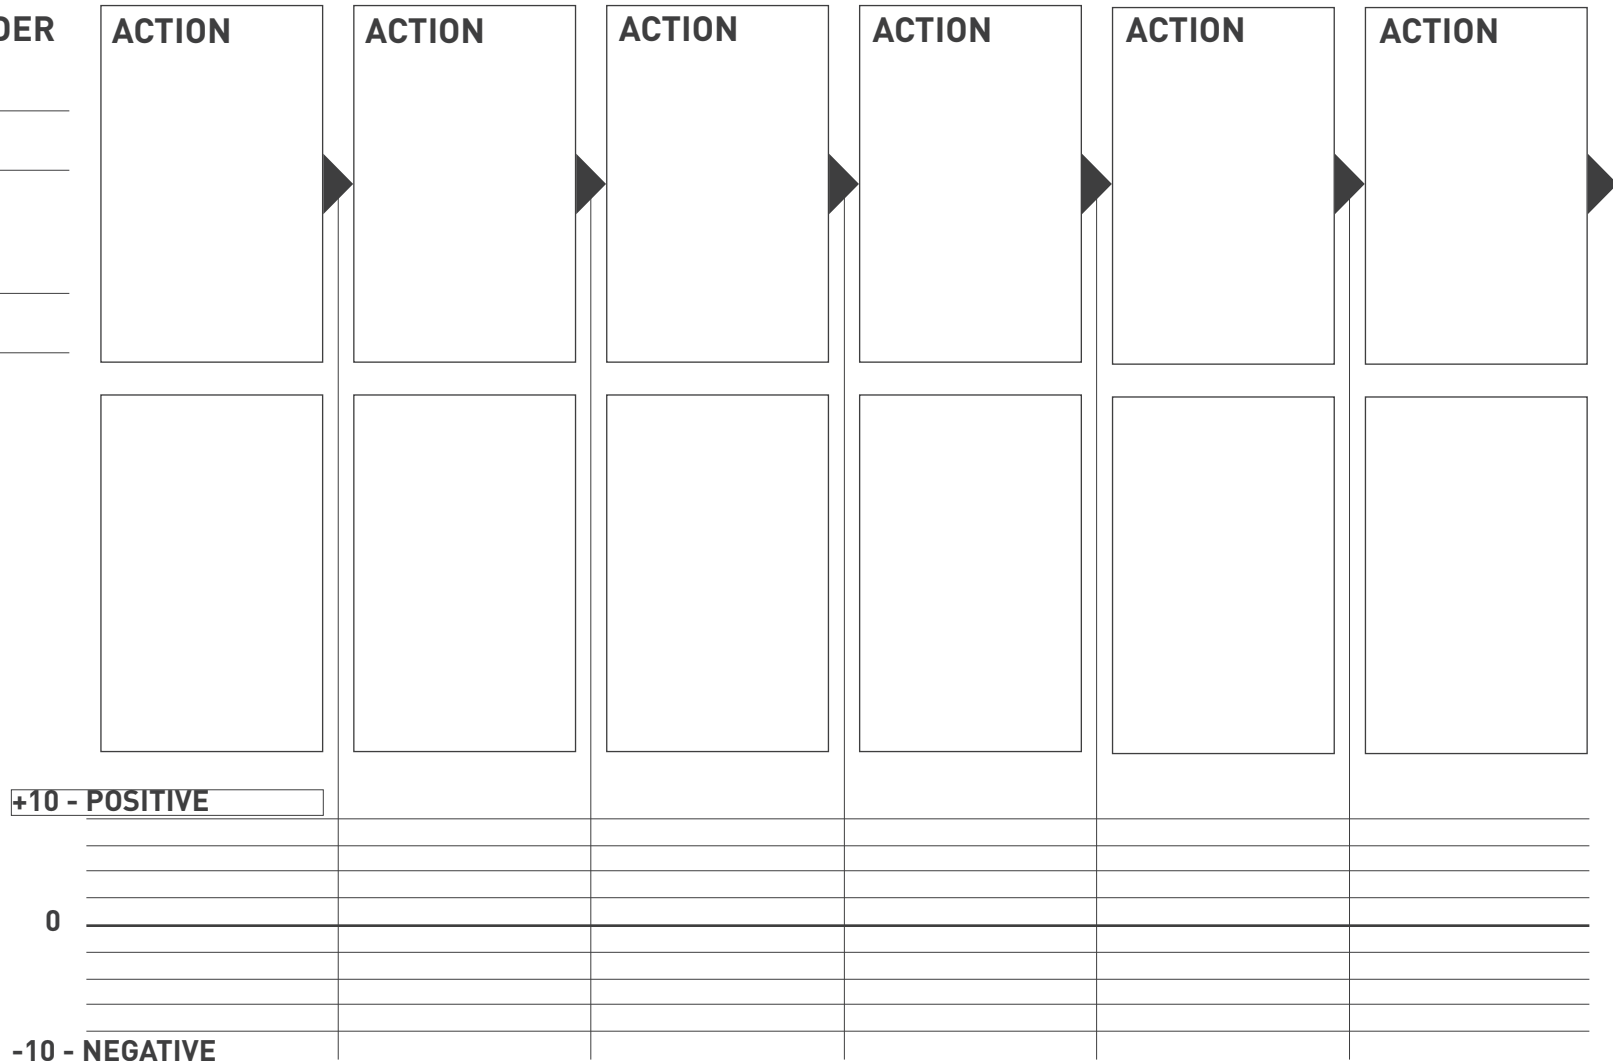 DER
ACTION
ACTION
ACTION
ACTION
ACTION
ACTION
+10 - POSITIVE
0
-10 - NEGATIVE